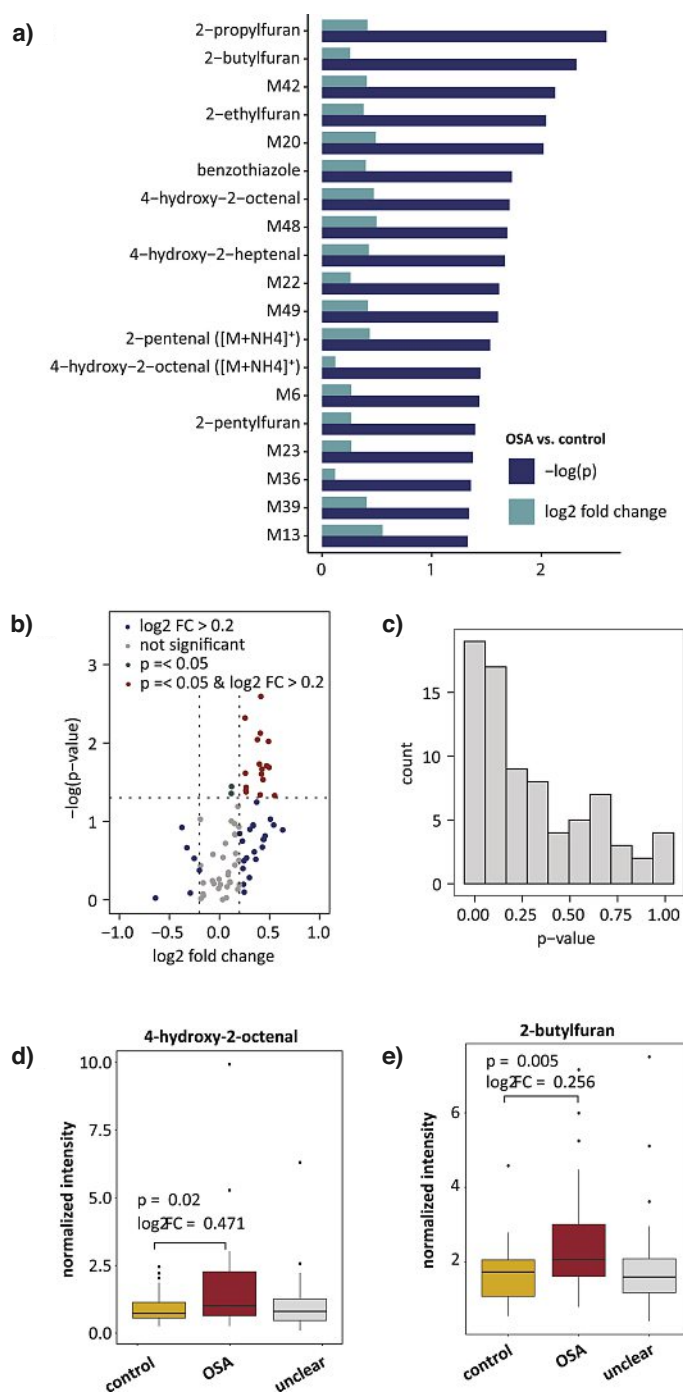 a)
2−propylfuran
2−butylfuran
M42
2−ethylfuran
M20
benzothiazole
4−hydroxy−2−octenal
M48
4−hydroxy−2−heptenal
M22
M49
2−pentenal ([M+NH4]⁺)
4−hydroxy−2−octenal ([M+NH4]⁺)
M6
2−pentylfuran
M23
M36
M39
M13
OSA vs. control
−log(p)
log2 fold change
0 1 2
b)
log2 FC > 0.2
not significant
p =< 0.05
p =< 0.05 & log2 FC > 0.2
3
2
1
0
−log(p−value)
−1.0 −0.5 0.0 0.5 1.0
log2 fold change
c)
15
10
5
0
count
0.00 0.25 0.50 0.75 1.00
p−value
d)
4-hydroxy-2-octenal
10.0
7.5
5.0
2.5
0.0
normalized intensity
p = 0.02
log2FC = 0.471
control OSA unclear
e)
2-butylfuran
p = 0.005
log2FC = 0.256
6
4
2
normalized intensity
control OSA unclear